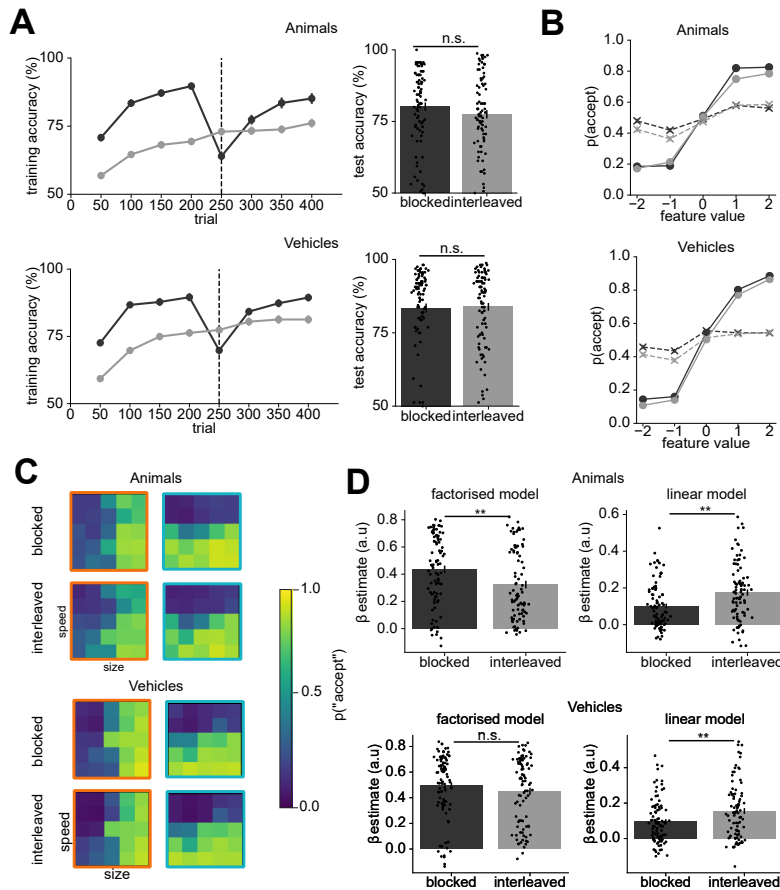 A
Animals
training accuracy (%)
100
75
50
50 100 150 200 250 300 350 400
trial
n.s.
test accuracy (%)
100
75
50
blocked interleaved
Vehicles
training accuracy (%)
100
75
50
50 100 150 200 250 300 350 400
trial
n.s.
test accuracy (%)
100
75
50
blocked interleaved
B
Animals
p(accept)
1.0
0.8
0.6
0.4
0.2
0.0
−2 −1 0 1 2
feature value
Vehicles
p(accept)
1.0
0.8
0.6
0.4
0.2
0.0
−2 −1 0 1 2
feature value
C
Animals
blocked
interleaved
speed
size
Vehicles
blocked
interleaved
speed
size
1.0
0.5
0.0
p("accept")
D
Animals
factorised model
**
β estimate (a.u)
0.8
0.6
0.4
0.2
0.0
blocked interleaved
linear model
**
β estimate (a.u)
0.6
0.4
0.2
0.0
blocked interleaved
Vehicles
factorised model
n.s.
β estimate (a.u)
0.8
0.6
0.4
0.2
0.0
blocked interleaved
linear model
**
β estimate (a.u)
0.6
0.4
0.2
0.0
blocked interleaved